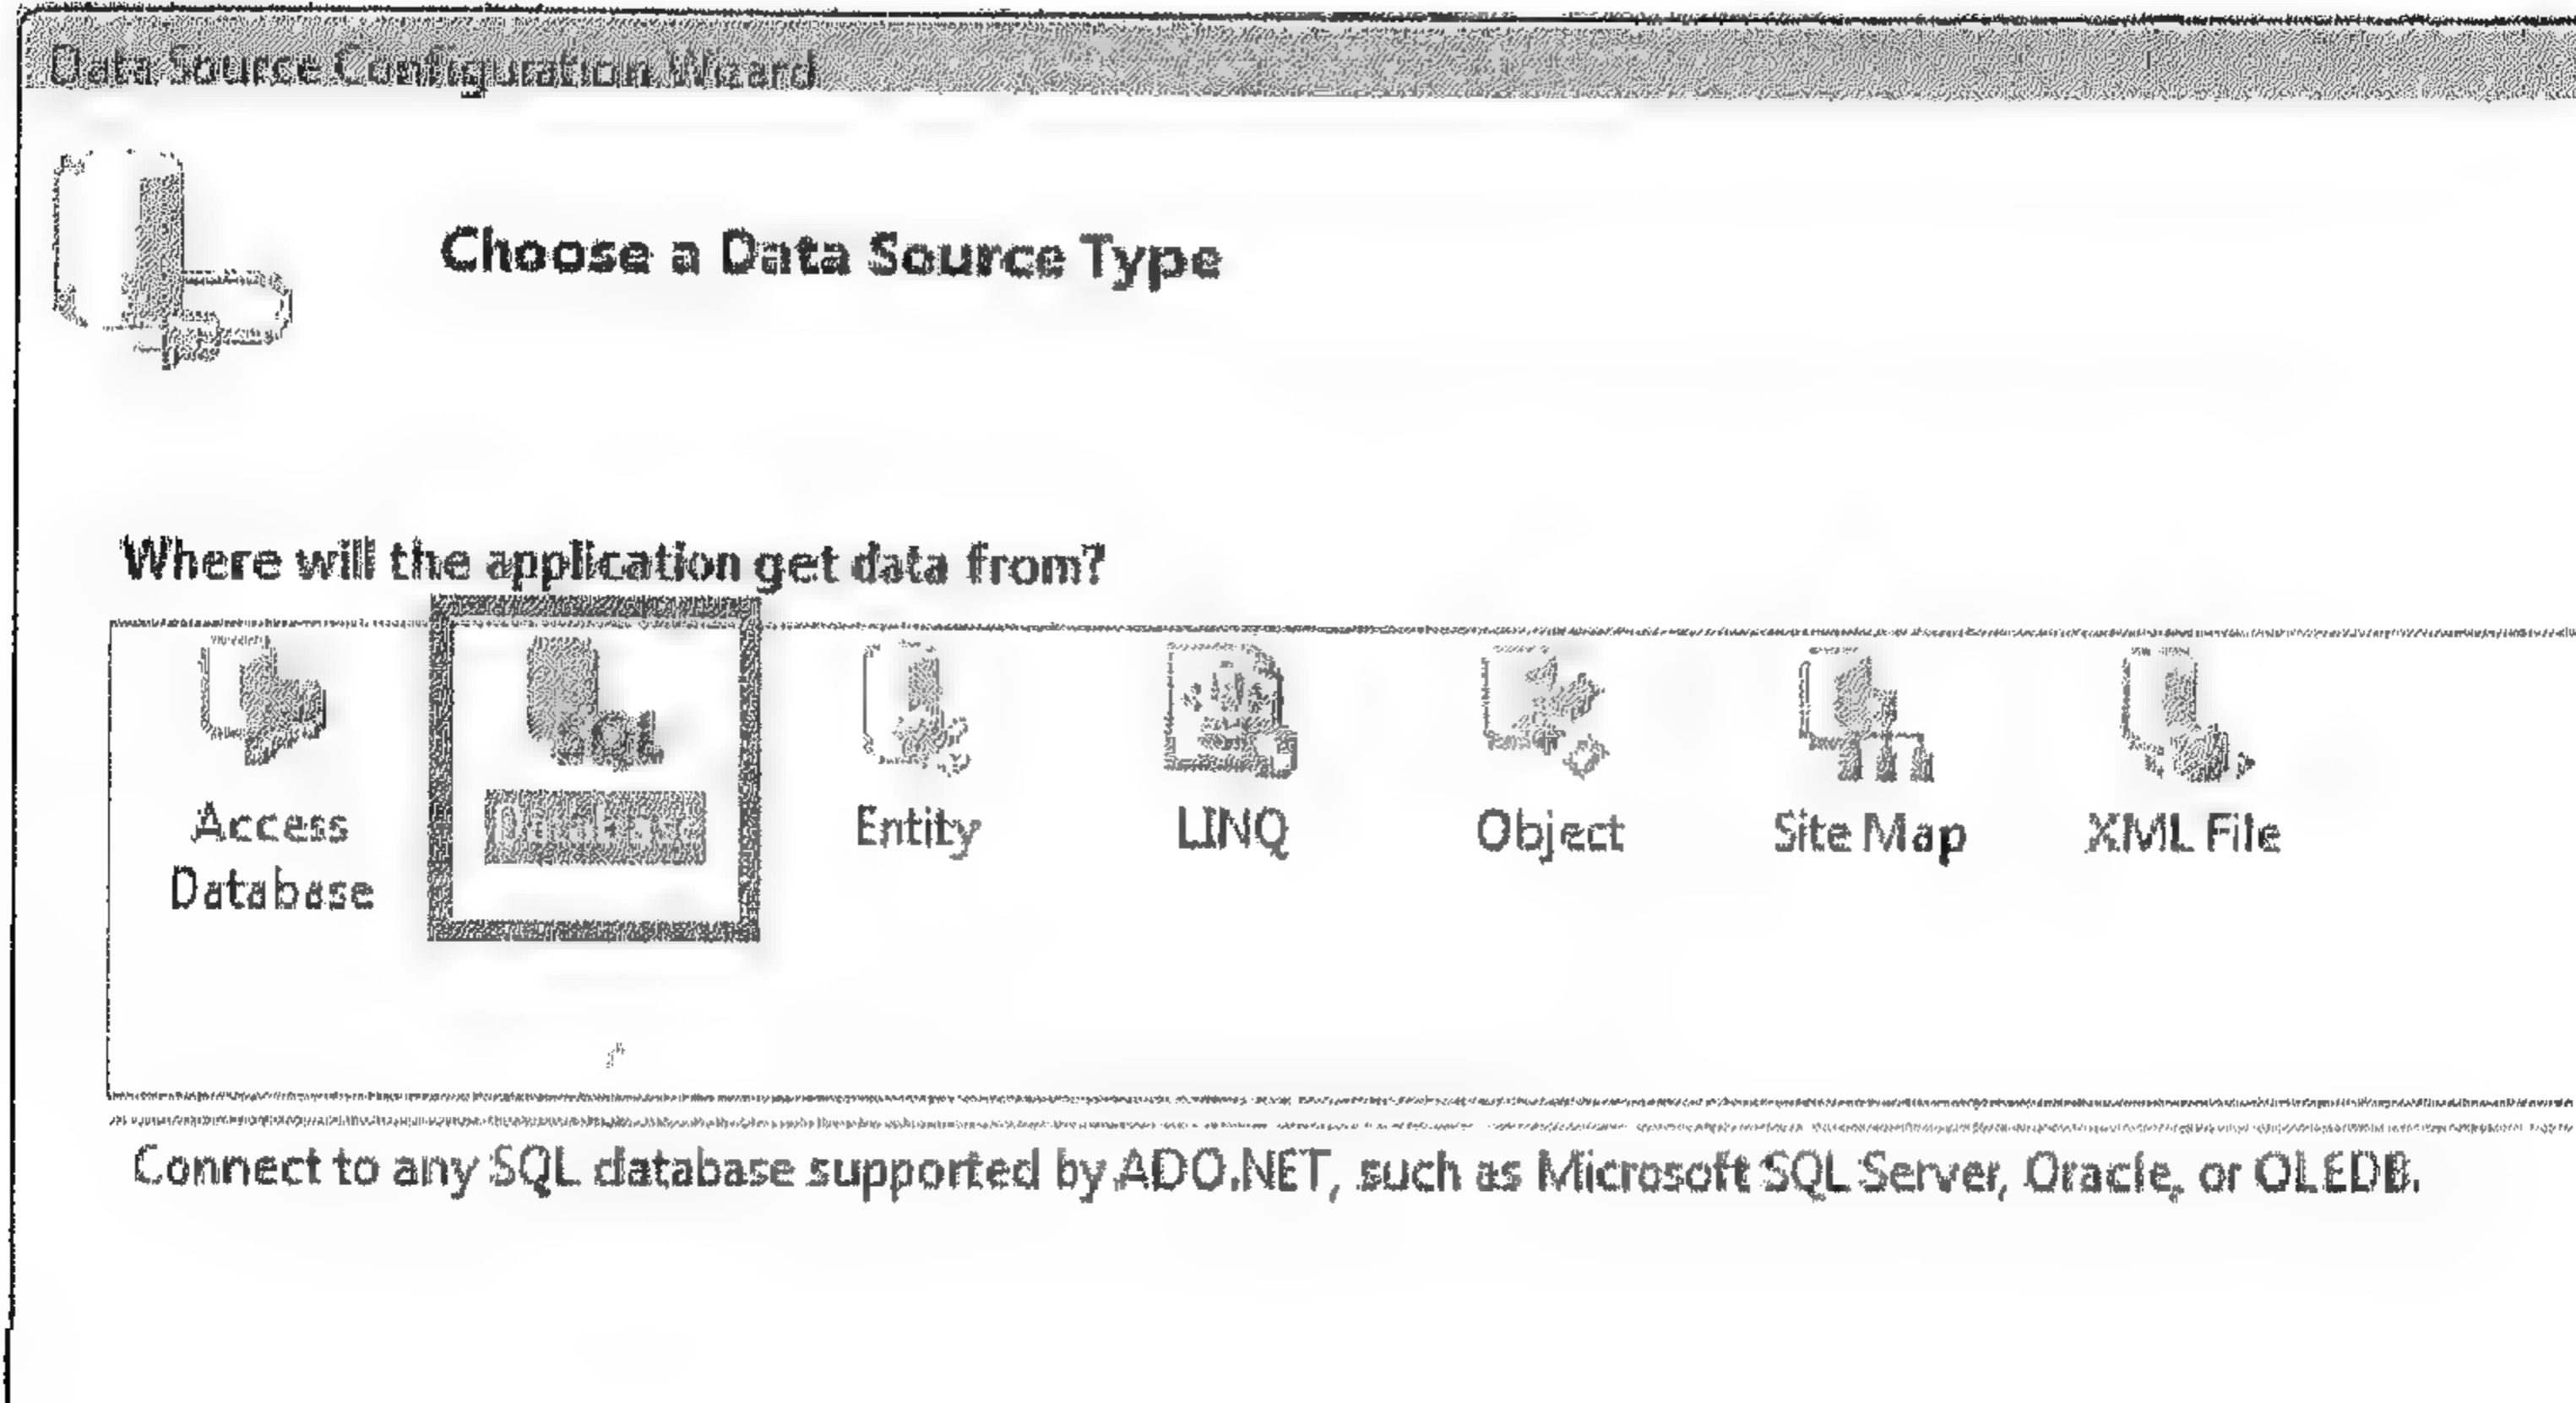 Data Source Configuration Wizard
Choose a Data Source Type
Where will the application get data from?
Access Database
Database
Entity
LINQ
Object
Site Map
XML File
Connect to any SQL database supported by ADO.NET, such as Microsoft SQL Server, Oracle, or OLEDB.